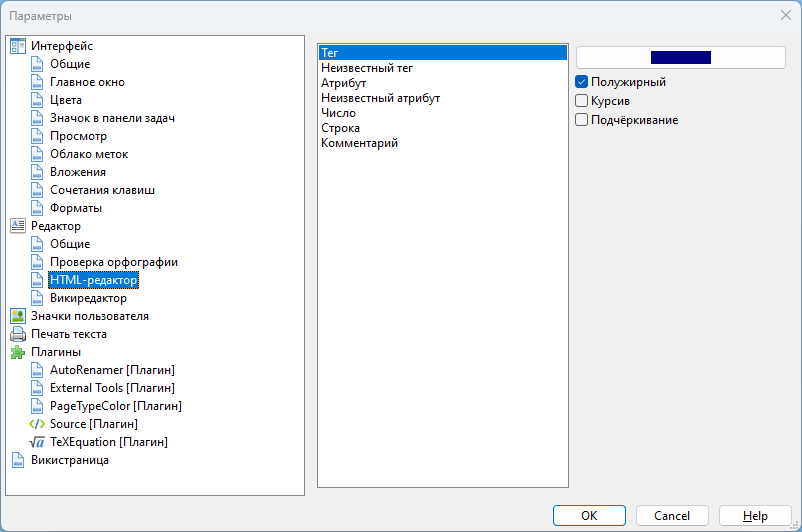 Параметры
Интерфейс
Общие
Главное окно
Цвета
Значок в панели задач
Просмотр
Облако меток
Вложения
Сочетания клавиш
Форматы
Редактор
Общие
Проверка орфографии
HTML-редактор
Викиредактор
Значки пользователя
Печать текста
Плагины
AutoRenamer [Плагин]
External Tools [Плагин]
PageTypeColor [Плагин]
Source [Плагин]
TeXEquation [Плагин]
Викистраница
Тег
Неизвестный тег
Атрибут
Неизвестный атрибут
Число
Строка
Комментарий
Полужирный
Курсив
Подчёркивание
OK
Cancel
Help